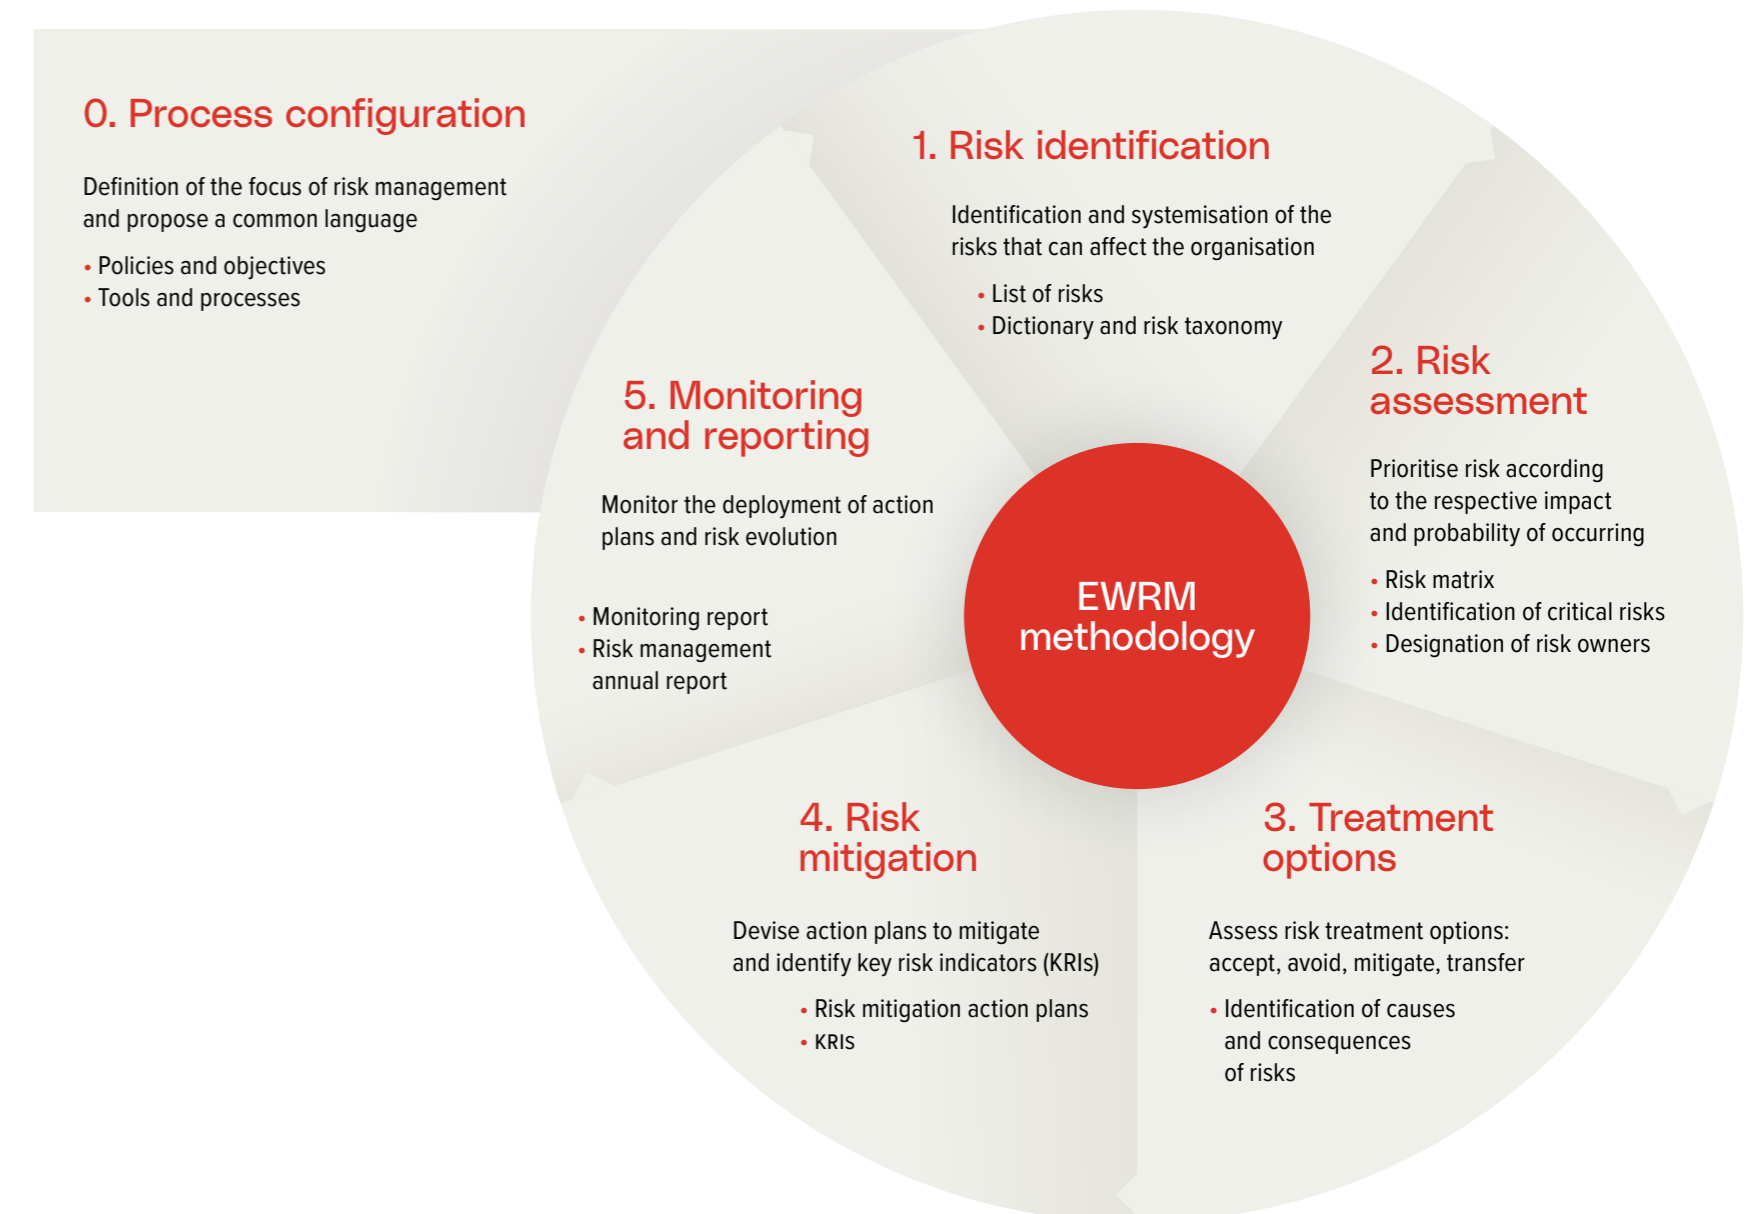 0. Process configuration
Definition of the focus of risk management
and propose a common language
• Policies and objectives
• Tools and processes
1. Risk identification
Identification and systemisation of the
risks that can affect the organisation
• List of risks
• Dictionary and risk taxonomy
2. Risk
assessment
Prioritise risk according
to the respective impact
and probability of occurring
• Risk matrix
• Identification of critical risks
• Designation of risk owners
3. Treatment
options
Assess risk treatment options:
accept, avoid, mitigate, transfer
• Identification of causes
and consequences
of risks
4. Risk
mitigation
Devise action plans to mitigate
and identify key risk indicators (KRIs)
• Risk mitigation action plans
• KRIs
5. Monitoring
and reporting
Monitor the deployment of action
plans and risk evolution
• Monitoring report
• Risk management
annual report
EWRM
methodology